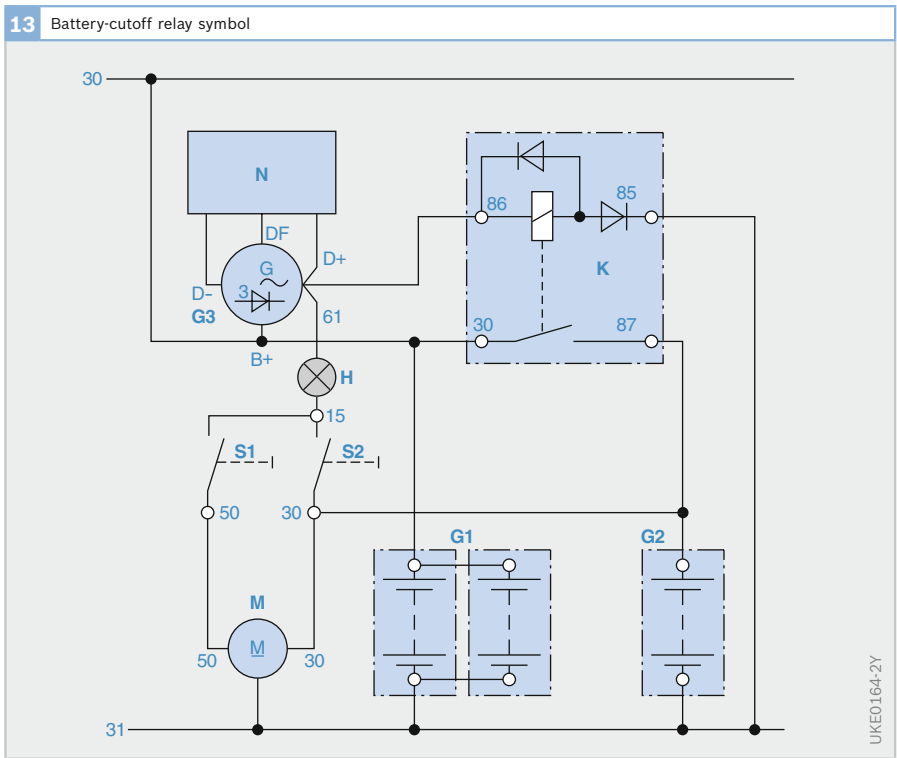 13 Battery-cutoff relay symbol
30
N
86
85
DF
G
D+
K
3
D-
G3
61
30
87
B+
H
15
S1
S2
50
30
G1
G2
M
M
50
30
31
UKE0164-2Y